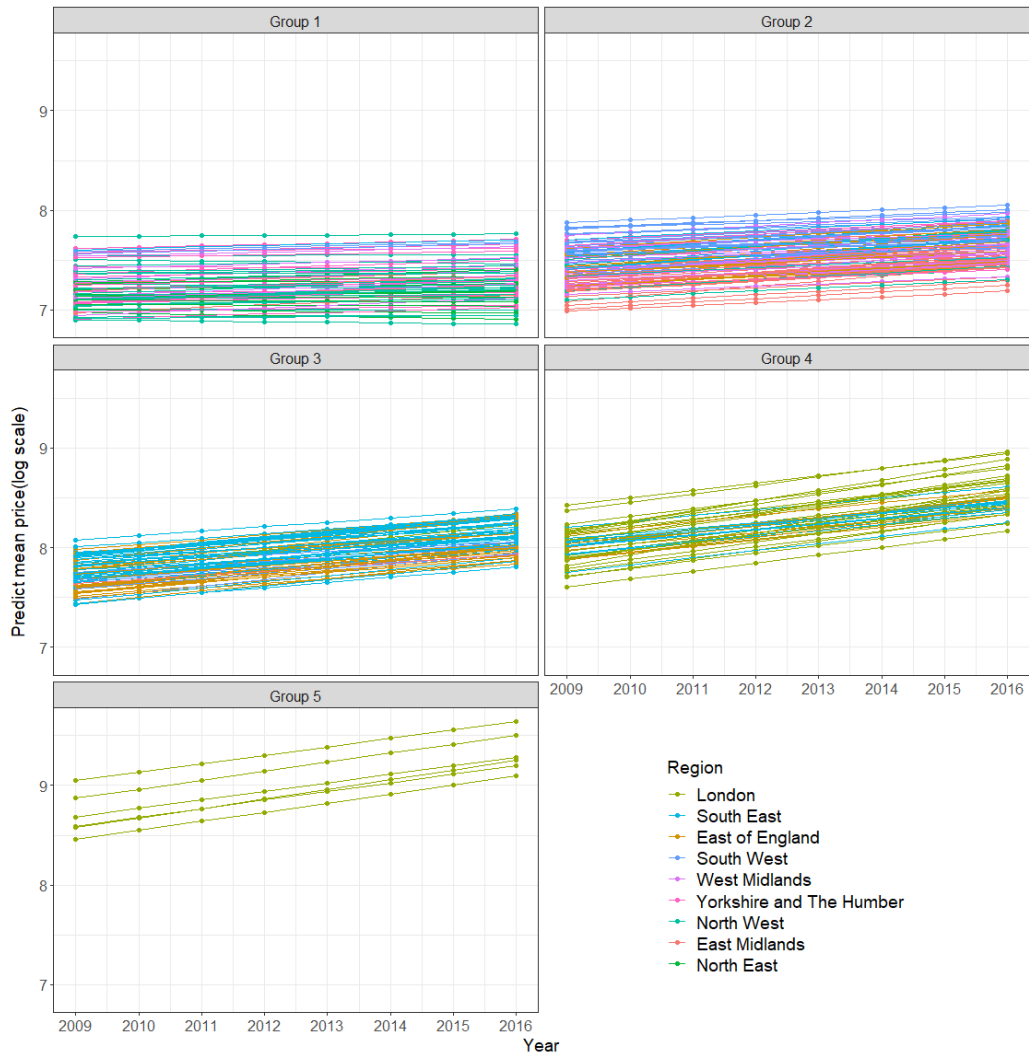 Group 1
Group 2
9
8
7
Group 3
Group 4
9
8
7
2009 2010 2011 2012 2013 2014 2015 2016
Group 5
9
8
7
2009 2010 2011 2012 2013 2014 2015 2016
Year
Predict mean price(log scale)
Region
London
South East
East of England
South West
West Midlands
Yorkshire and The Humber
North West
East Midlands
North East